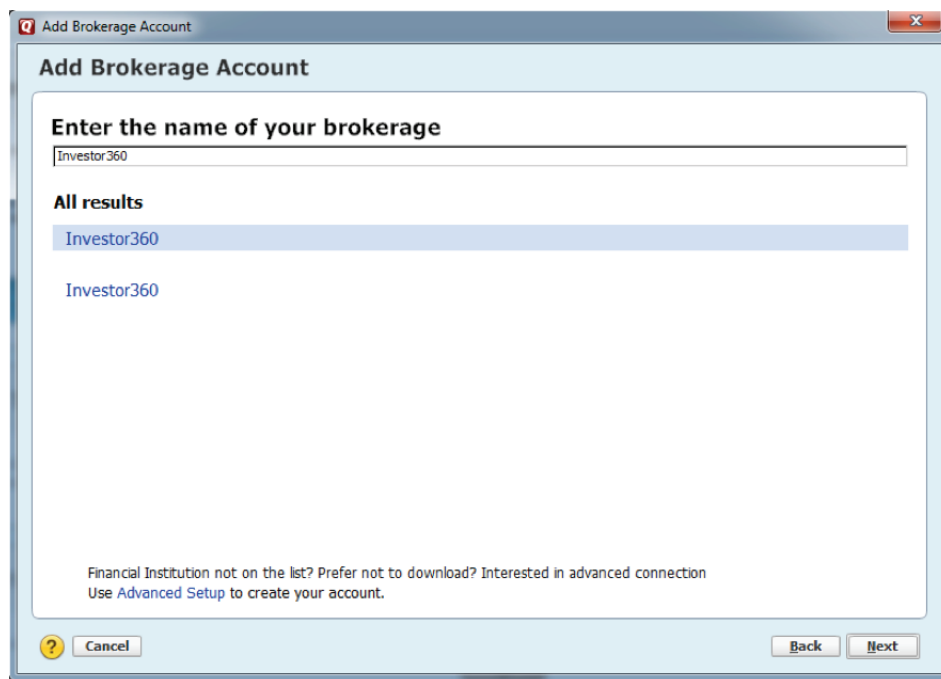 Add Brokerage Account
Add Brokerage Account
Enter the name of your brokerage
Investor360
All results
Investor360
Investor360
Financial Institution not on the list? Prefer not to download? Interested in advanced connection
Use Advanced Setup to create your account.
? Cancel Back Next